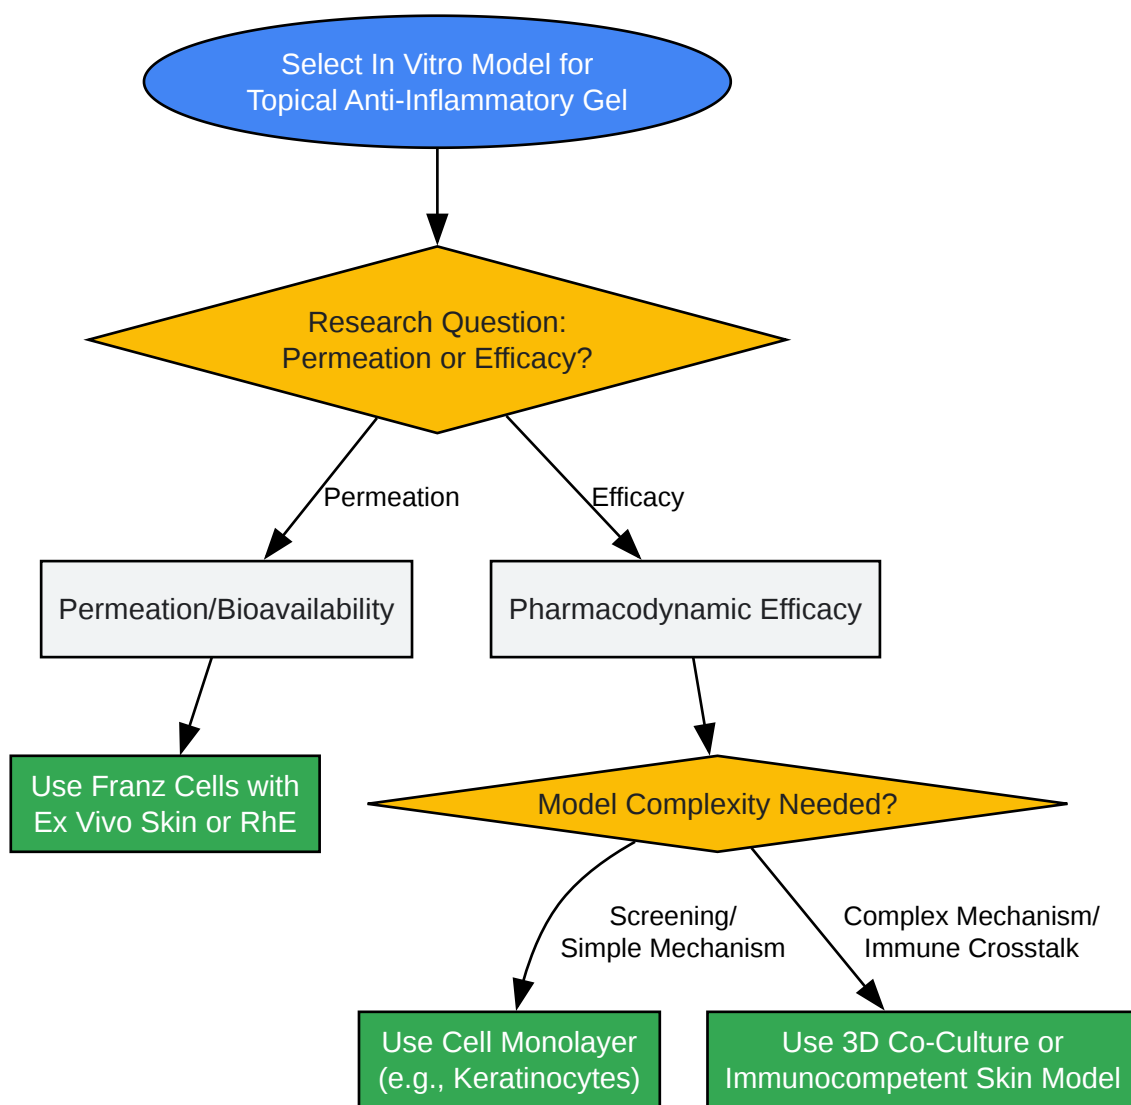 Select In Vitro Model for
Topical Anti-Inflammatory Gel
Research Question:
Permeation or Efficacy?
Permeation
Efficacy
Permeation/Bioavailability
Pharmacodynamic Efficacy
Use Franz Cells with
Ex Vivo Skin or RhE
Model Complexity Needed?
Screening/
Simple Mechanism
Complex Mechanism/
Immune Crosstalk
Use Cell Monolayer
(e.g., Keratinocytes)
Use 3D Co-Culture or
Immunocompetent Skin Model